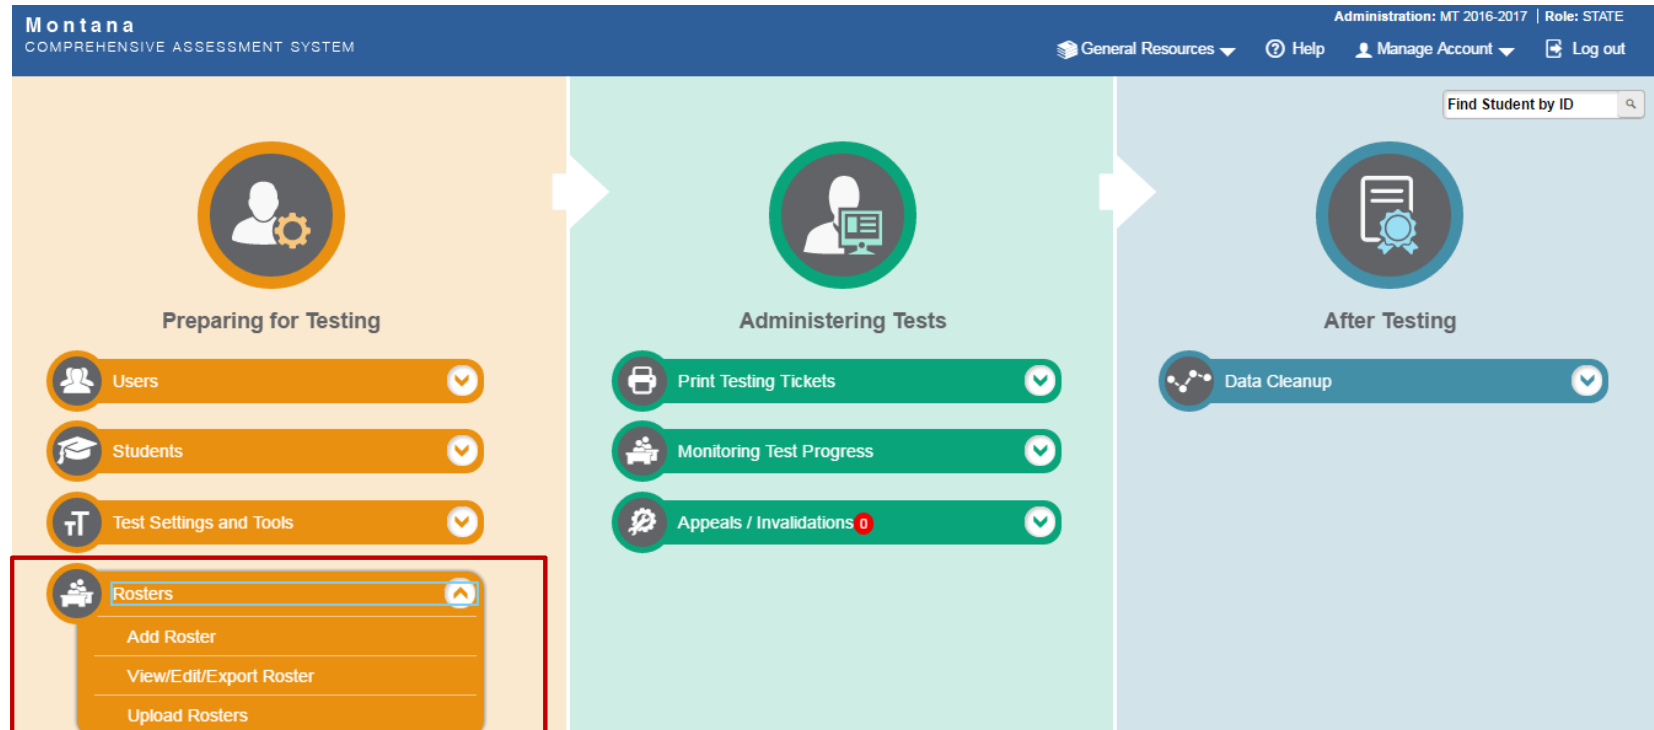 Montana
COMPREHENSIVE ASSESSMENT SYSTEM
Administration: MT 2016-2017 | Role: STATE
General Resources
Help
Manage Account
Log out
Find Student by ID
Preparing for Testing
Users
Students
Test Settings and Tools
Rosters
Add Roster
View/Edit/Export Roster
Upload Rosters
Administering Tests
Print Testing Tickets
Monitoring Test Progress
Appeals / Invalidations 0
After Testing
Data Cleanup